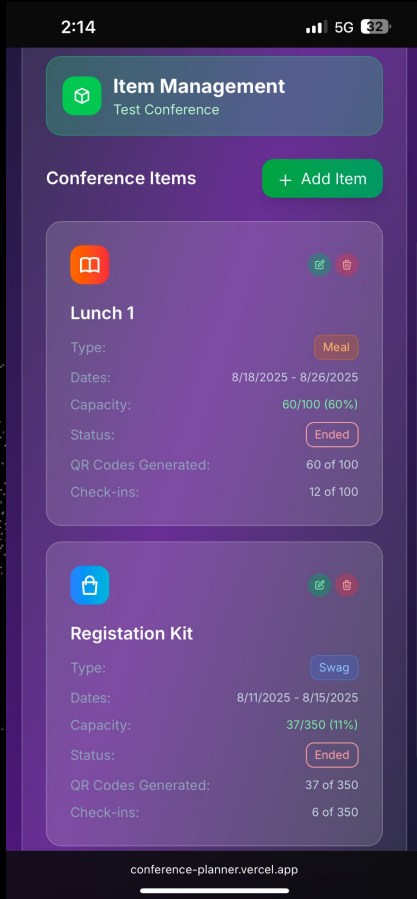 2:14 5G 32
Item Management
Test Conference
Conference Items + Add Item
Lunch 1
Type: Meal
Dates: 8/18/2025 - 8/26/2025
Capacity: 60/100 (60%)
Status: Ended
QR Codes Generated: 60 of 100
Check-ins: 12 of 100
Registation Kit
Type: Swag
Dates: 8/11/2025 - 8/15/2025
Capacity: 37/350 (11%)
Status: Ended
QR Codes Generated: 37 of 350
Check-ins: 6 of 350
conference-planner.vercel.app